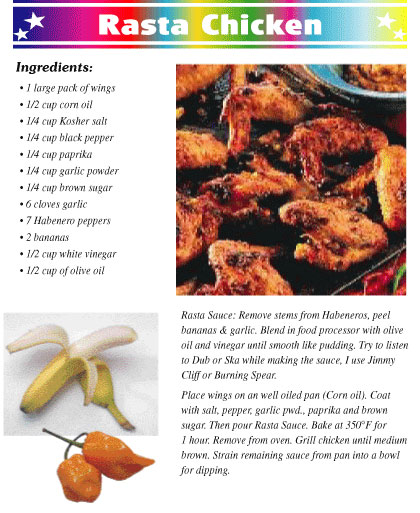 Rasta Chicken
Ingredients:
• 1 large pack of wings
• 1/2 cup corn oil
• 1/4 cup Kosher salt
• 1/4 cup black pepper
• 1/4 cup paprika
• 1/4 cup garlic powder
• 1/4 cup brown sugar
• 6 cloves garlic
• 7 Habenero peppers
• 2 bananas
• 1/2 cup white vinegar
• 1/2 cup of olive oil
Rasta Sauce: Remove stems from Habeneros, peel
bananas & garlic. Blend in food processor with olive
oil and vinegar until smooth like pudding. Try to listen
to Dub or Ska while making the sauce, I use Jimmy
Cliff or Burning Spear.
Place wings on an well oiled pan (Corn oil). Coat
with salt, pepper, garlic pwd., paprika and brown
sugar. Then pour Rasta Sauce. Bake at 350°F for
1 hour. Remove from oven. Grill chicken until medium
brown. Strain remaining sauce from pan into a bowl
for dipping.